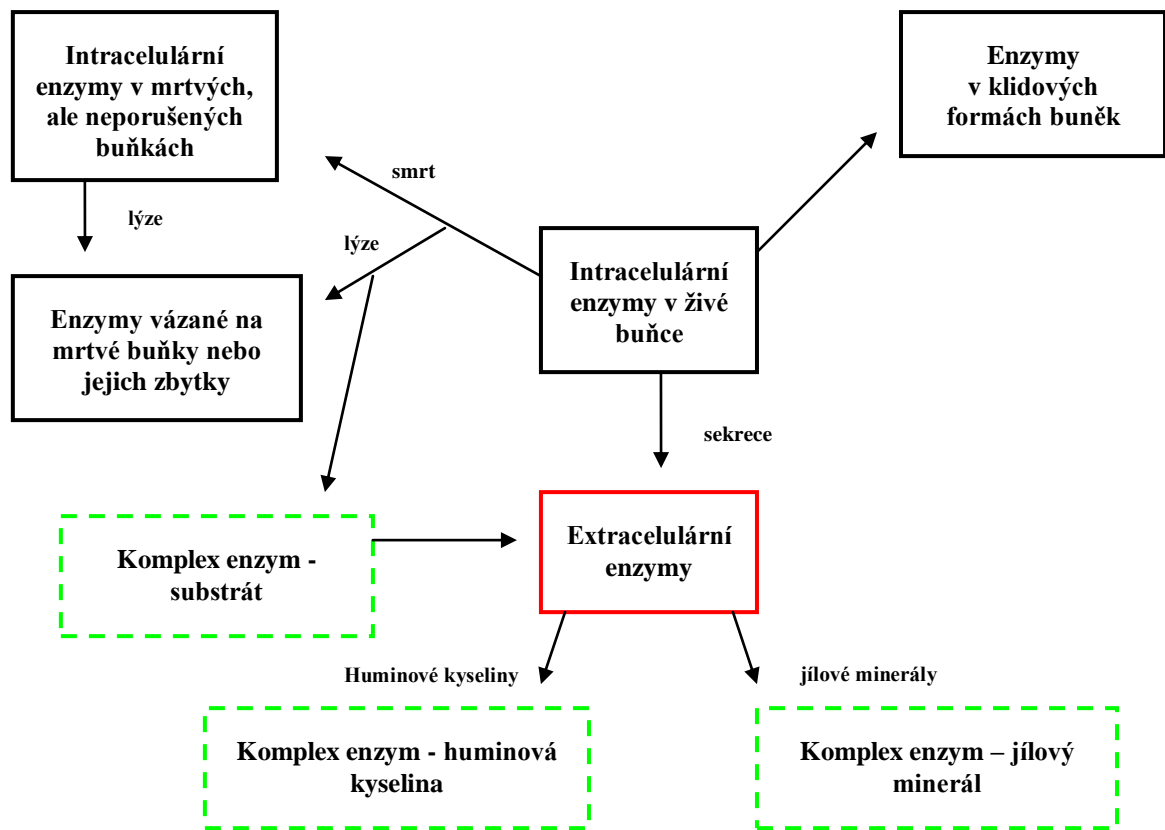 Intracelulární
enzymy v mrtvých,
ale neporušených
buňkách
Enzymy
v klidových
formách buněk
smrt
lýze
lýze
Intracelulární
enzymy v živé
buňce
Enzymy vázané na
mrtvé buňky nebo
jejich zbytky
sekrece
Komplex enzym -
substrát
Extracelulární
enzymy
Huminové kyseliny
jílové minerály
Komplex enzym - huminová
kyselina
Komplex enzym – jílový
minerál